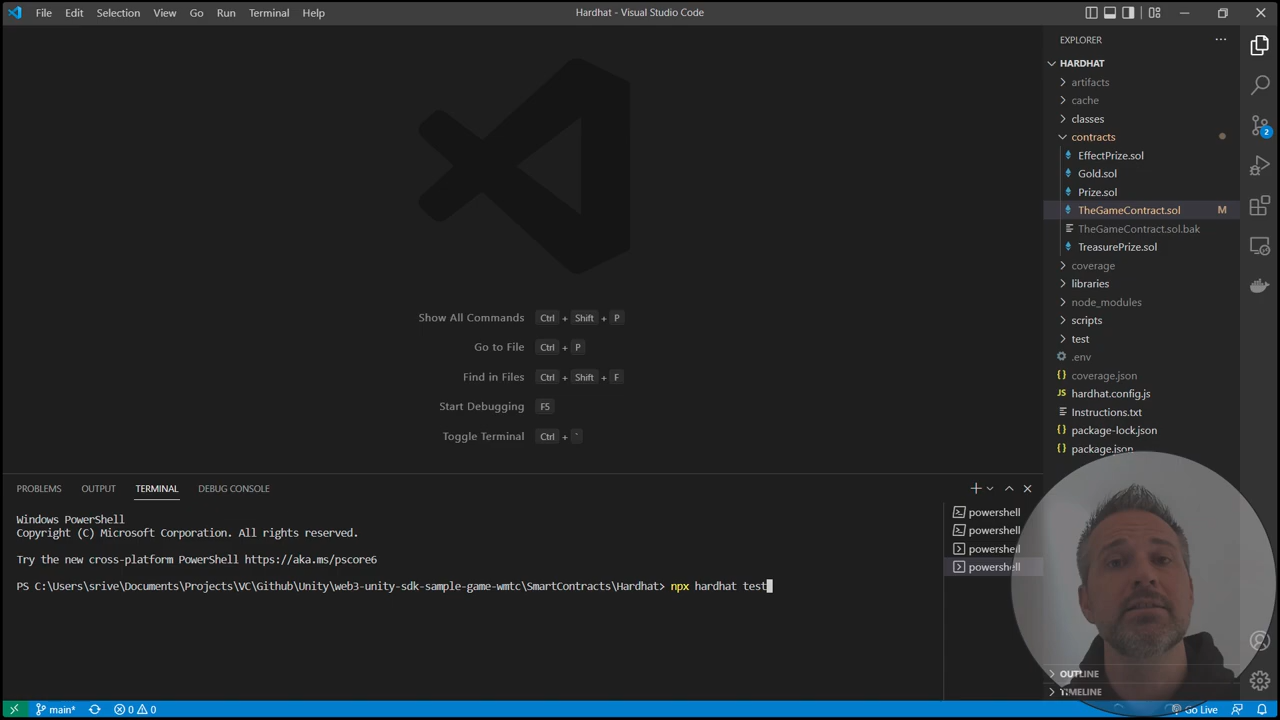 File Edit Selection View Go Run Terminal Help
Hardhat - Visual Studio Code
Show All Commands Ctrl + Shift + P
Go to File Ctrl + P
Find in Files Ctrl + Shift + F
Start Debugging F5
Toggle Terminal Ctrl + `
EXPLORER
HARDHAT
artifacts
cache
classes
contracts
EffectPrize.sol
Gold.sol
Prize.sol
TheGameContract.sol M
TheGameContract.sol.bak
TreasurePrize.sol
coverage
libraries
node_modules
scripts
test
.env
{} coverage.json
JS hardhat.config.js
Instructions.txt
{} package-lock.json
{} package.json
OUTLINE
TIMELINE
2
PROBLEMS OUTPUT TERMINAL DEBUG CONSOLE
Windows PowerShell
Copyright (C) Microsoft Corporation. All rights reserved.
Try the new cross-platform PowerShell https://aka.ms/pscore6
PS C:\Users\srive\Documents\Projects\VC\Github\Unity\web3-unity-sdk-sample-game-wmtc\SmartContracts\Hardhat> npx hardhat test
powershell
powershell
powershell
powershell
main* 0 0
Go Live